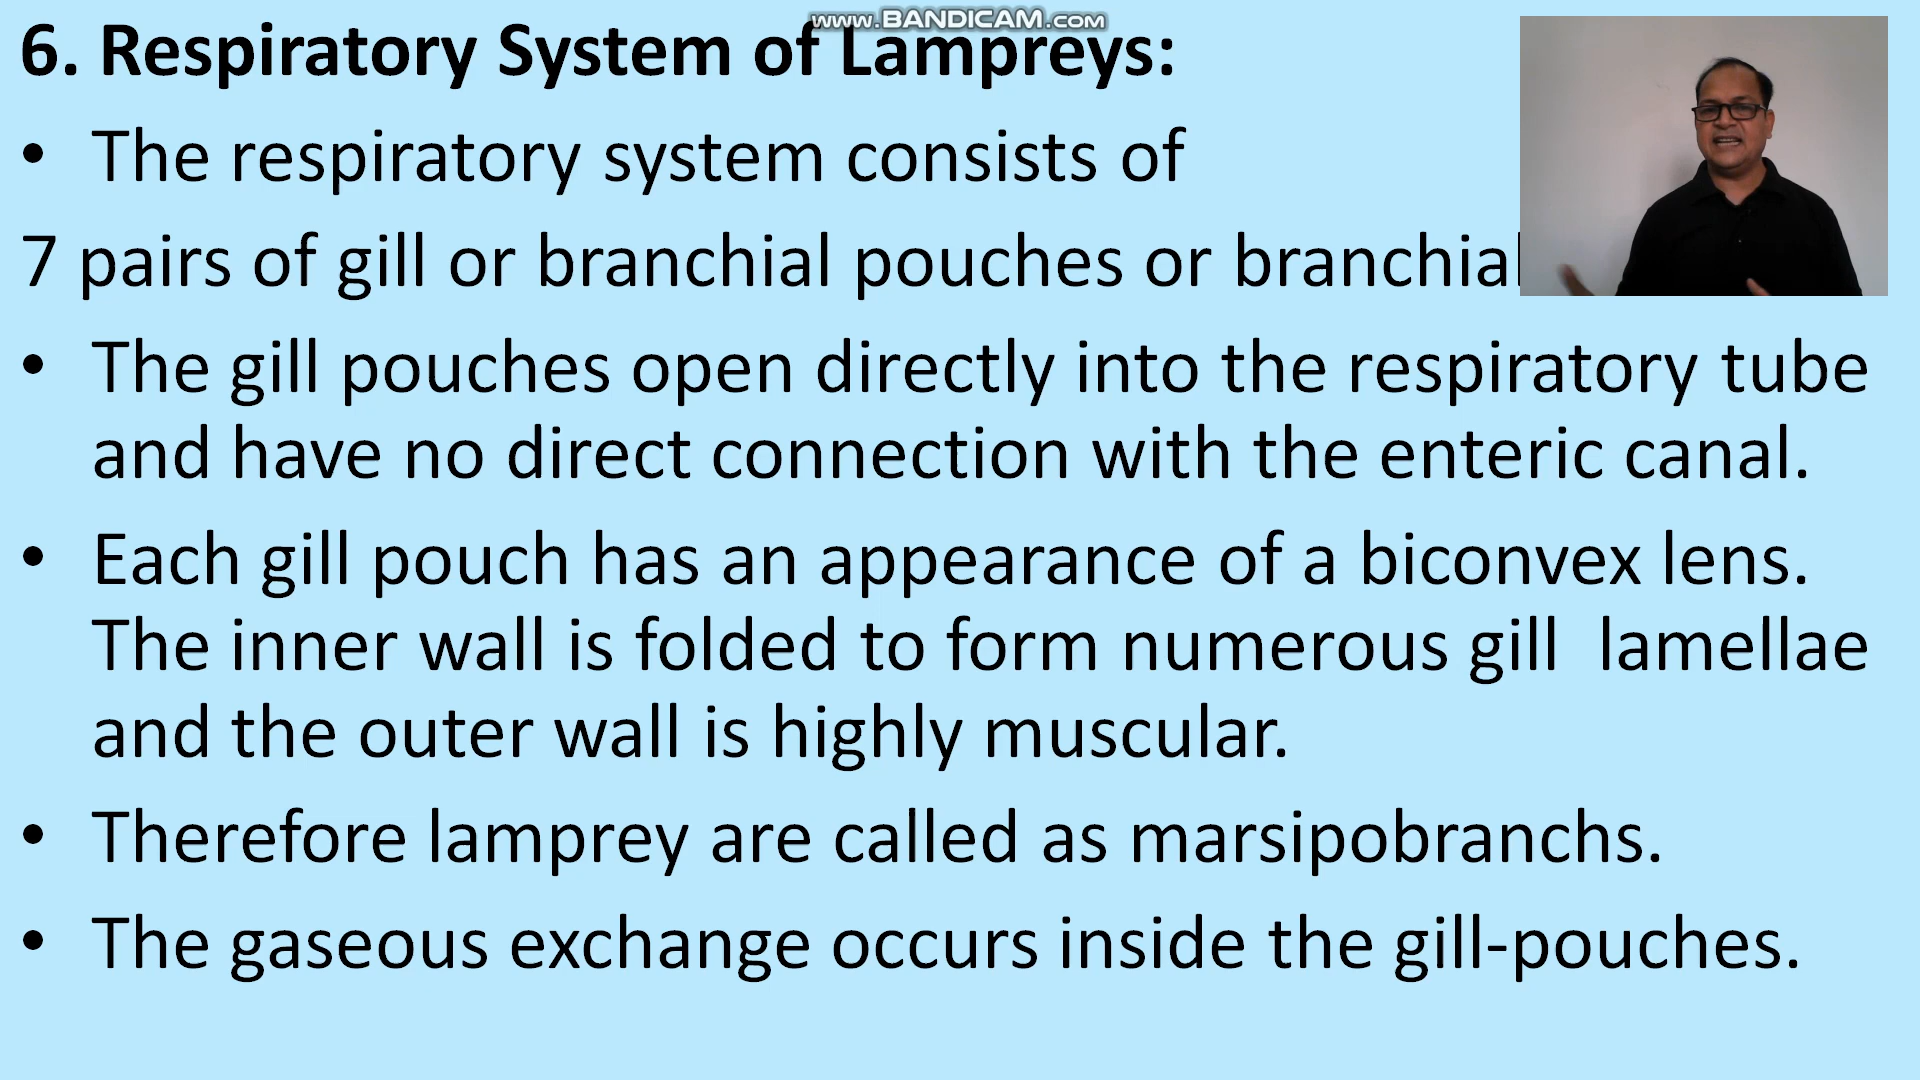 www.BANDICAM.com
6. Respiratory System of Lampreys:
• The respiratory system consists of
7 pairs of gill or branchial pouches or branchial
• The gill pouches open directly into the respiratory tube
and have no direct connection with the enteric canal.
• Each gill pouch has an appearance of a biconvex lens.
The inner wall is folded to form numerous gill lamellae
and the outer wall is highly muscular.
• Therefore lamprey are called as marsipobranchs.
• The gaseous exchange occurs inside the gill-pouches.